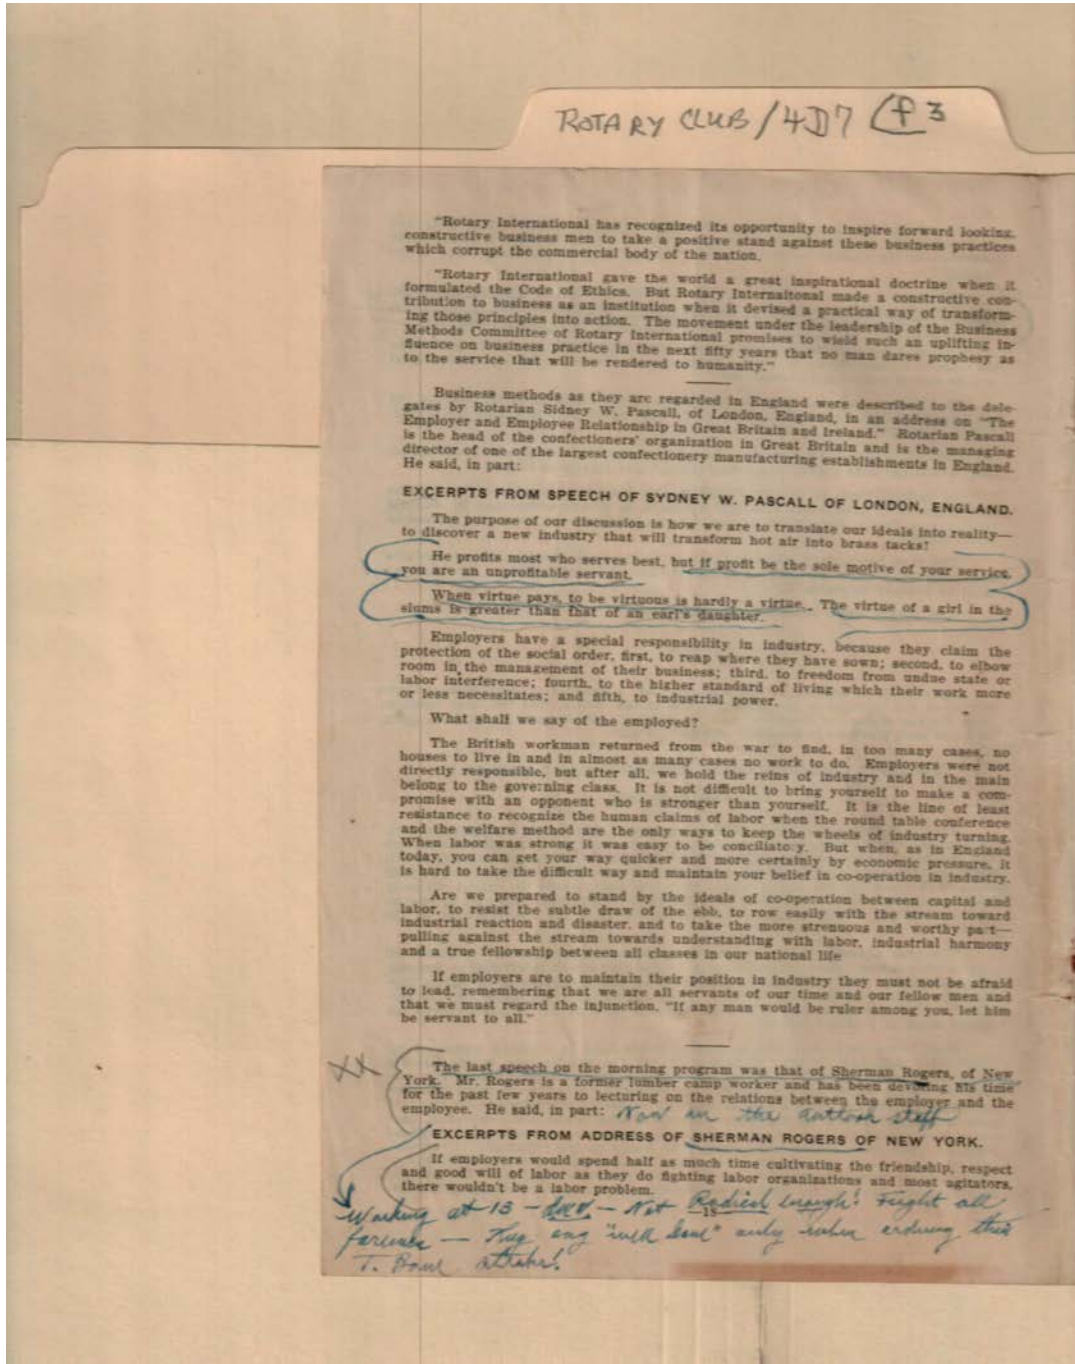 ROTARY CLUB/4D7 (f 3
"Rotary International has recognized its opportunity to inspire forward looking,
constructive business men to take a positive stand against these business practices
which corrupt the commercial body of the nation.
"Rotary International gave the world a great inspirational doctrine when it
formulated the Code of Ethics. But Rotary Internaitonal made a constructive con-
tribution to business as an institution when it devised a practical way of transform-
ing those principles into action. The movement under the leadership of the Business
Methods Committee of Rotary International promises to wield such an uplifting in-
fluence on business practice in the next fifty years that no man dares prophesy as
to the service that will be rendered to humanity."
Business methods as they are regarded in England were described to the dele-
gates by Rotarian Sidney W. Pascall, of London, England, in an address on "The
Employer and Employee Relationship in Great Britain and Ireland." Rotarian Pascall
is the head of the confectioners' organization in Great Britain and is the managing
director of one of the largest confectionery manufacturing establishments in England.
He said, in part:
EXCERPTS FROM SPEECH OF SYDNEY W. PASCALL OF LONDON, ENGLAND.
The purpose of our discussion is how we are to translate our ideals into reality—
to discover a new industry that will transform hot air into brass tacks!
He profits most who serves best, but if profit be the sole motive of your service,
you are an unprofitable servant.
When virtue pays, to be virtuous is hardly a virtue. The virtue of a girl in the
slums is greater than that of an earl's daughter.
Employers have a special responsibility in industry, because they claim the
protection of the social order, first, to reap where they have sown; second, to elbow
room in the management of their business; third, to freedom from undue state or
labor interference; fourth, to the higher standard of living which their work more
or less necessitates; and fifth, to industrial power.
What shall we say of the employed?
The British workman returned from the war to find, in too many cases, no
houses to live in and in almost as many cases no work to do. Employers were not
directly responsible, but after all, we hold the reins of industry and in the main
belong to the governing class. It is not difficult to bring yourself to make a com-
promise with an opponent who is stronger than yourself. It is the line of least
resistance to recognize the human claims of labor when the round table conference
and the welfare method are the only ways to keep the wheels of industry turning.
When labor was strong it was easy to be conciliatory. But when, as in England
today, you can get your way quicker and more certainly by economic pressure, it
is hard to take the difficult way and maintain your belief in co-operation in industry.
Are we prepared to stand by the ideals of co-operation between capital and
labor, to resist the subtle draw of the ebb, to row easily with the stream toward
industrial reaction and disaster, and to take the more strenuous and worthy part—
pulling against the stream towards understanding with labor, industrial harmony
and a true fellowship between all classes in our national life
If employers are to maintain their position in industry they must not be afraid
to lead, remembering that we are all servants of our time and our fellow men and
that we must regard the injunction, "If any man would be ruler among you, let him
be servant to all."
XX
The last speech on the morning program was that of Sherman Rogers, of New
York. Mr. Rogers is a former lumber camp worker and has been devoting his time
for the past few years to lecturing on the relations between the employer and the
employee. He said, in part: Now on the outlook staff
EXCERPTS FROM ADDRESS OF SHERMAN ROGERS OF NEW YORK.
If employers would spend half as much time cultivating the friendship, respect
and good will of labor as they do fighting labor organizations and most agitators,
there wouldn't be a labor problem.
15
Working at 13 — — Not Radical enough! Fight all
— They "well done" only when
T. Bone steaks!